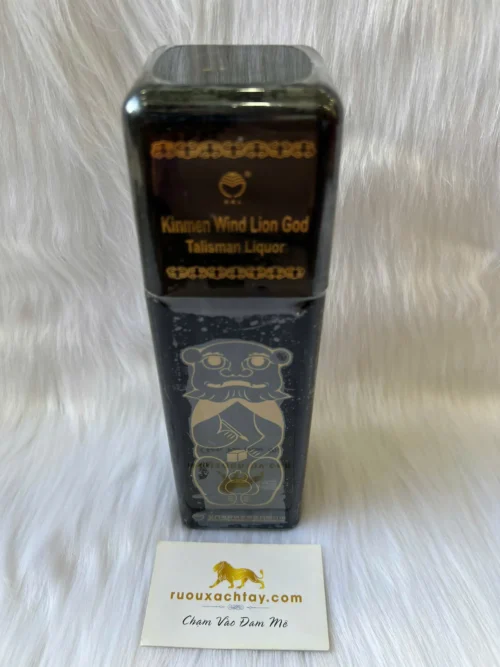 Kinmen Wind Lion God
Talisman Liquor
ruouxachtay.com
Chạm Vào Đam Mê